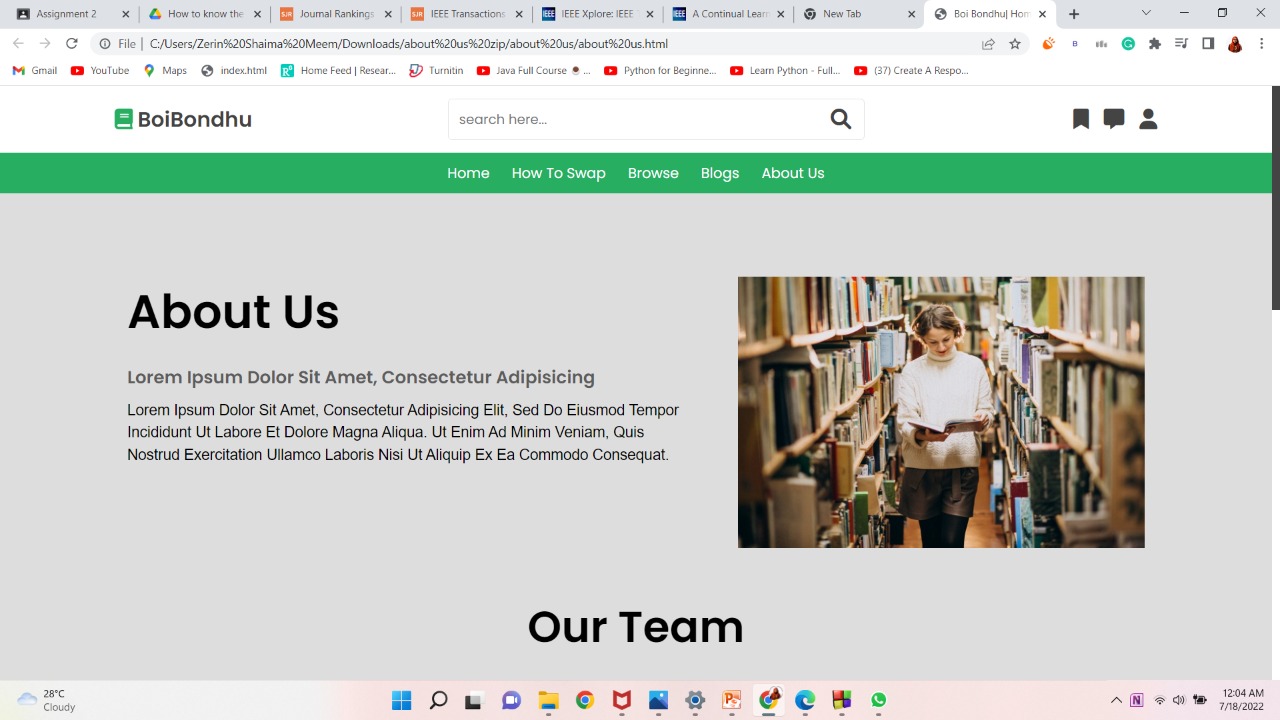 Assignment 2
How to know the
Journal Rankings
IEEE Transactions
IEEE Xplore: IEEE
A Continual Learn
New Tab
Boi Bondhu| Hom
File | C:/Users/Zerin%20Shaima%20Meem/Downloads/about%20us%20zip/about%20us/about%20us.html
Gmail
YouTube
Maps
index.html
Home Feed | Resear...
Turnitin
Java Full Course ...
Python for Beginne...
Learn Python - Full...
(37) Create A Respo...
BoiBondhu
search here...
Home
How To Swap
Browse
Blogs
About Us
About Us
Lorem Ipsum Dolor Sit Amet, Consectetur Adipisicing
Lorem Ipsum Dolor Sit Amet, Consectetur Adipisicing Elit, Sed Do Eiusmod Tempor
Incididunt Ut Labore Et Dolore Magna Aliqua. Ut Enim Ad Minim Veniam, Quis
Nostrud Exercitation Ullamco Laboris Nisi Ut Aliquip Ex Ea Commodo Consequat.
Our Team
28°C
Cloudy
12:04 AM
7/18/2022